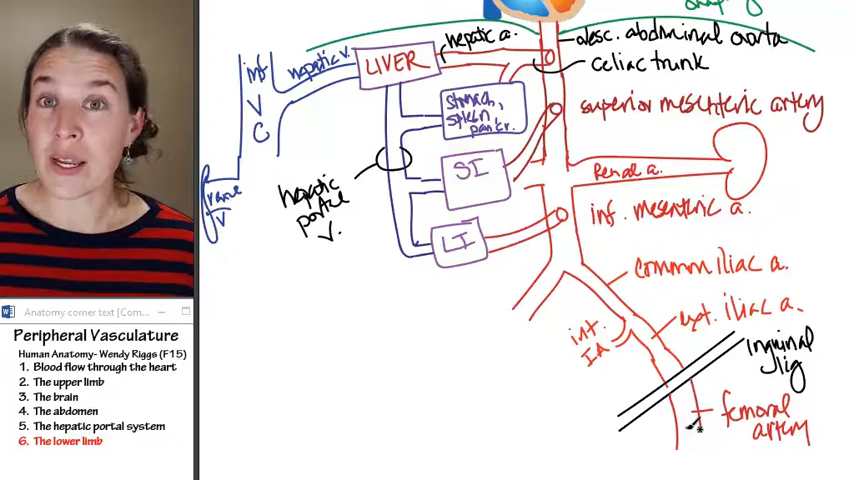 hepatic a.
desc. abdominal aorta
celiac trunk
LIVER
hepatic v.
inf
V
C
stomach,
spleen
pancr.
superior mesenteric artery
SI
Renal a.
renal
V
hepatic
portal
v.
inf. mesenteric a.
LI
common iliac a.
ext. iliac a.
int.
IA
inguinal
lig
femoral
artery
Anatomy corner text [Com...
Peripheral Vasculature
Human Anatomy- Wendy Riggs (F15)
1. Blood flow through the heart
2. The upper limb
3. The brain
4. The abdomen
5. The hepatic portal system
6. The lower limb